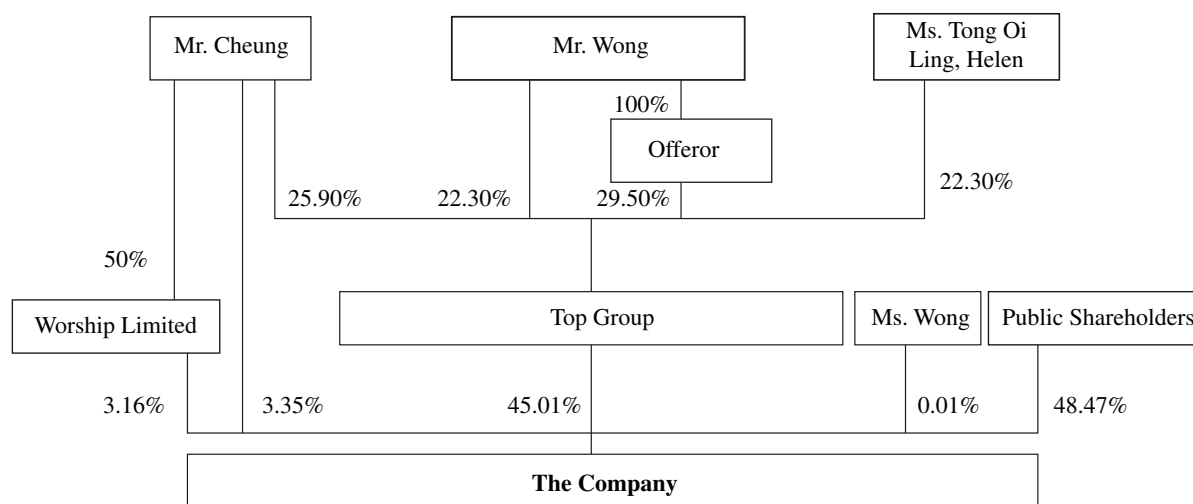 Mr. Cheung
Mr. Wong
Ms. Tong Oi
Ling, Helen
100%
Offeror
25.90%
22.30%
29.50%
22.30%
50%
Worship Limited
Top Group
Ms. Wong
Public Shareholders
3.16%
3.35%
45.01%
0.01%
48.47%
The Company